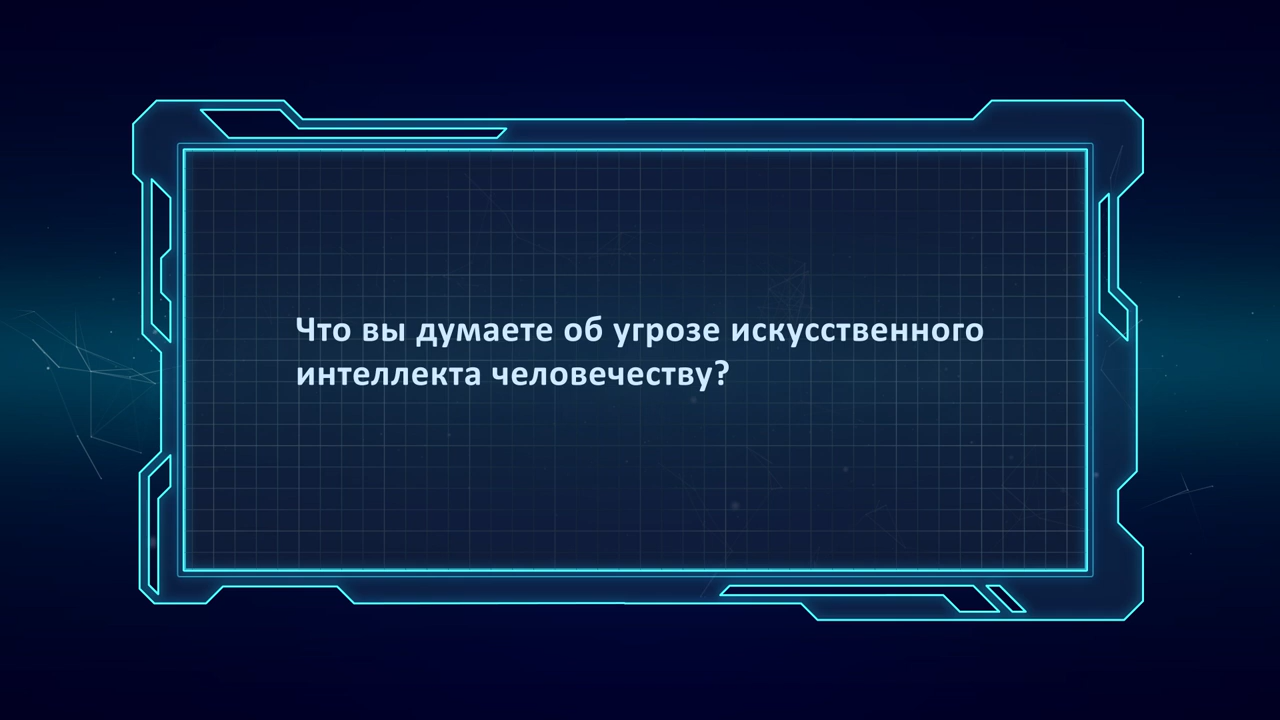 Что вы думаете об угрозе искусственного
интеллекта человечеству?